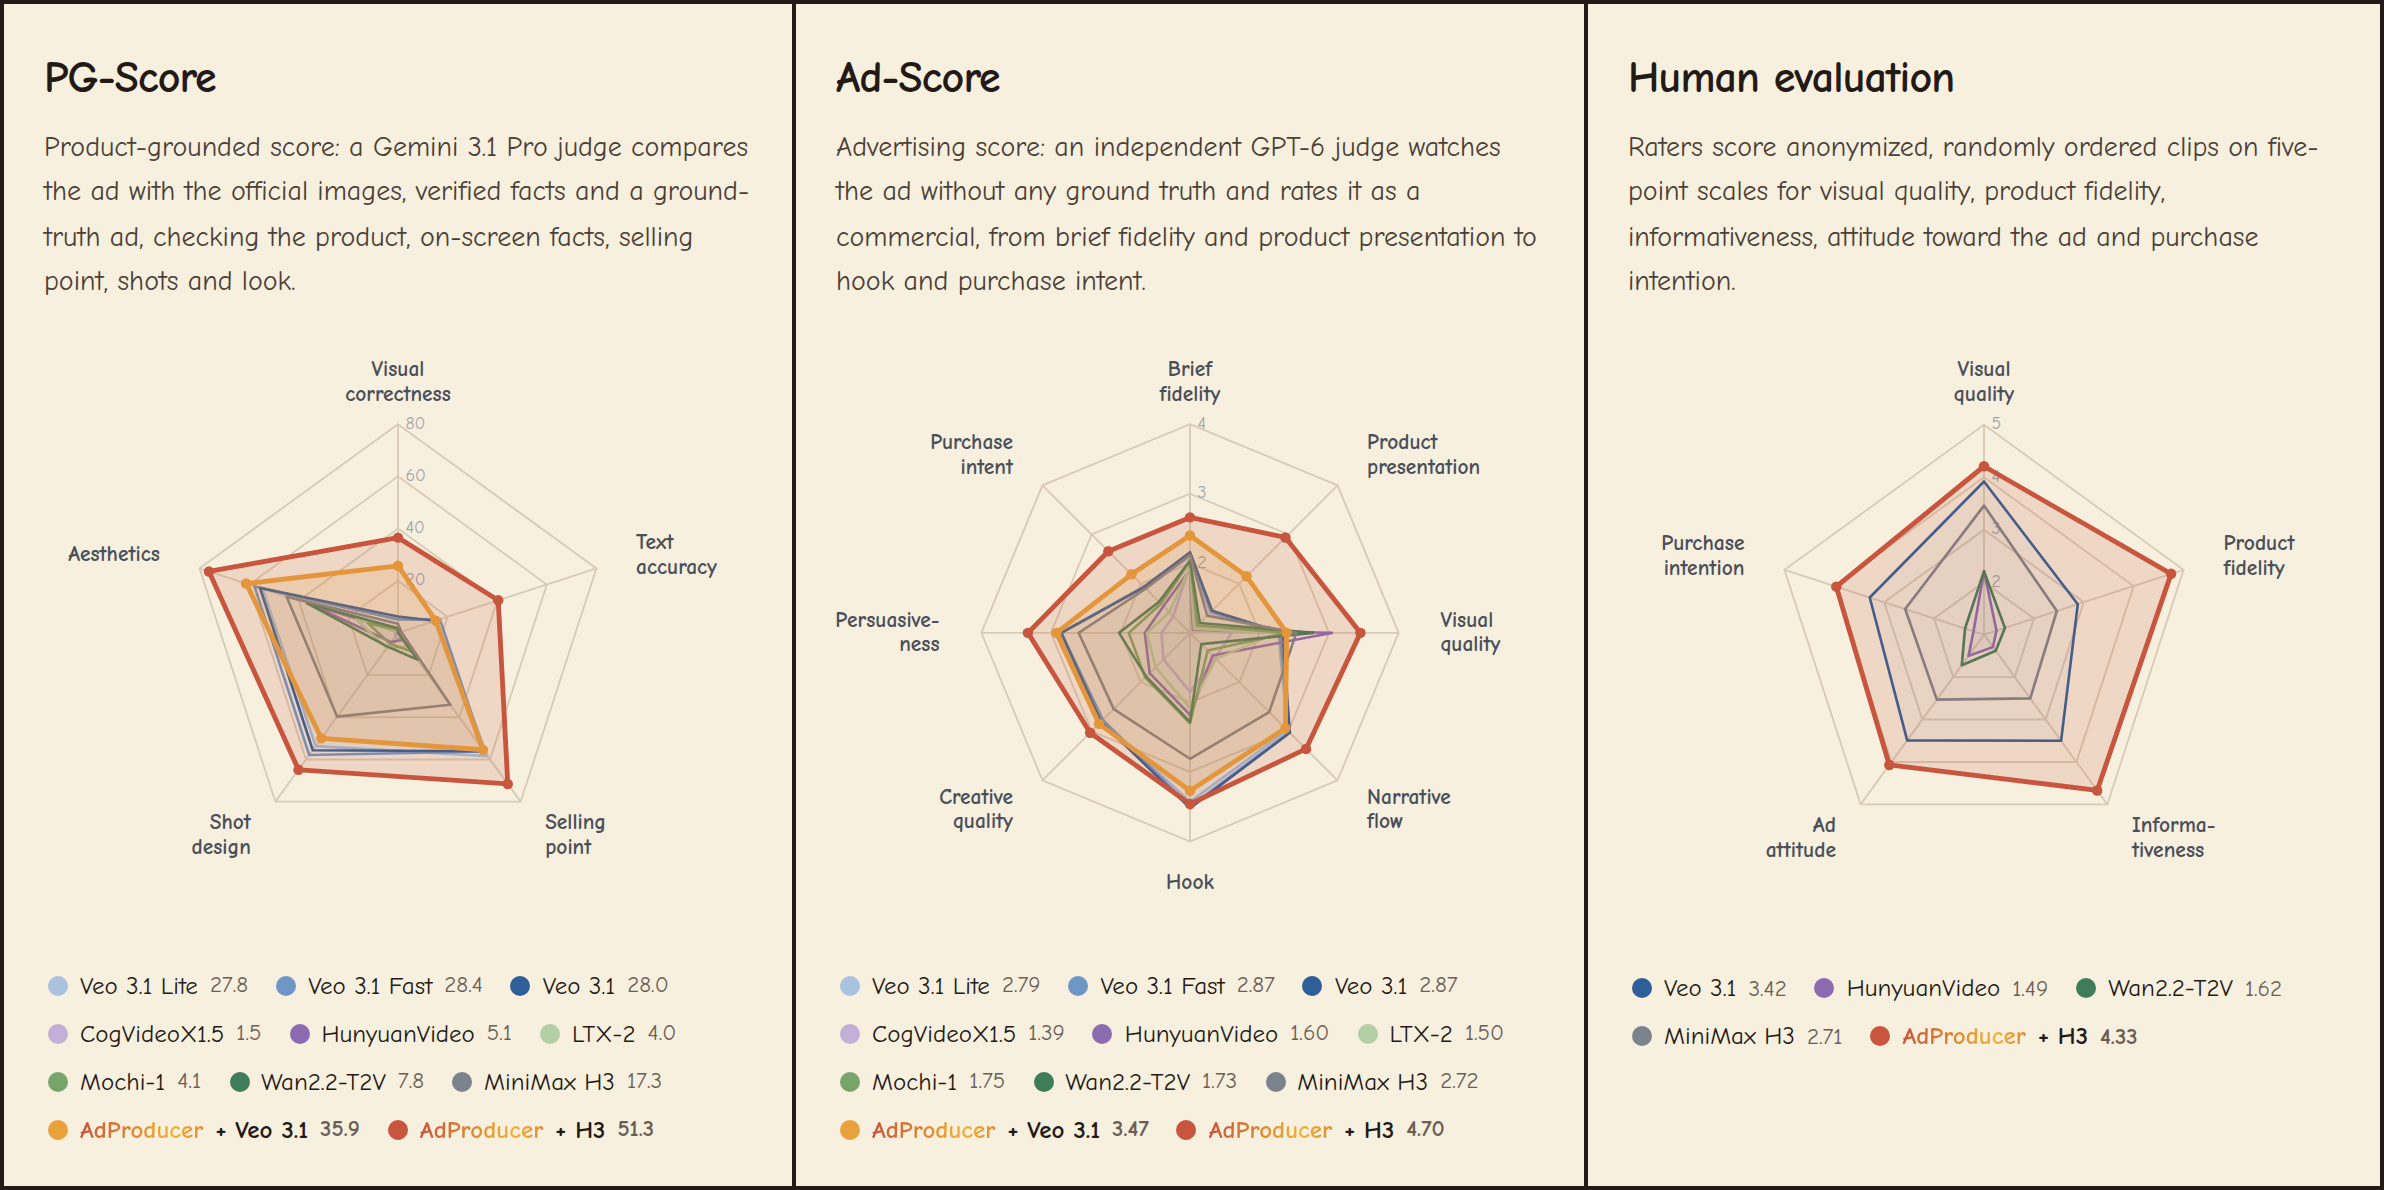 PG-Score
Product-grounded score: a Gemini 3.1 Pro judge compares
the ad with the official images, verified facts and a ground-
truth ad, checking the product, on-screen facts, selling
point, shots and look.
Visual
correctness
80
60
40
20
Text
accuracy
Aesthetics
Shot
design
Selling
point
Veo 3.1 Lite 27.8 Veo 3.1 Fast 28.4 Veo 3.1 28.0
CogVideoX1.5 1.5 HunyuanVideo 5.1 LTX-2 4.0
Mochi-1 4.1 Wan2.2-T2V 7.8 MiniMax H3 17.3
AdProducer + Veo 3.1 35.9 AdProducer + H3 51.3
Ad-Score
Advertising score: an independent GPT-6 judge watches
the ad without any ground truth and rates it as a
commercial, from brief fidelity and product presentation to
hook and purchase intent.
Brief
fidelity
4
3
2
Purchase
intent
Product
presentation
Persuasive-
ness
Visual
quality
Creative
quality
Narrative
flow
Hook
Veo 3.1 Lite 2.79 Veo 3.1 Fast 2.87 Veo 3.1 2.87
CogVideoX1.5 1.39 HunyuanVideo 1.60 LTX-2 1.50
Mochi-1 1.75 Wan2.2-T2V 1.73 MiniMax H3 2.72
AdProducer + Veo 3.1 3.47 AdProducer + H3 4.70
Human evaluation
Raters score anonymized, randomly ordered clips on five-
point scales for visual quality, product fidelity,
informativeness, attitude toward the ad and purchase
intention.
Visual
quality
5
4
3
2
Purchase
intention
Product
fidelity
Ad
attitude
Informa-
tiveness
Veo 3.1 3.42 HunyuanVideo 1.49 Wan2.2-T2V 1.62
MiniMax H3 2.71 AdProducer + H3 4.33